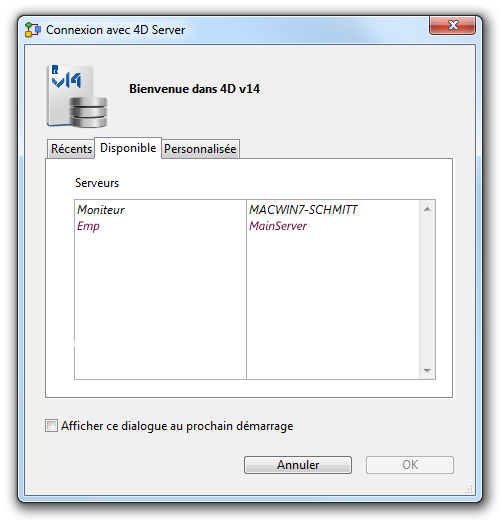 Connexion avec 4D Server
v14
Bienvenue dans 4D v14
Récents Disponible Personnalisée
Serveurs
Moniteur MACWIN7-SCHMITT
Emp MainServer
Afficher ce dialogue au prochain démarrage
Annuler OK